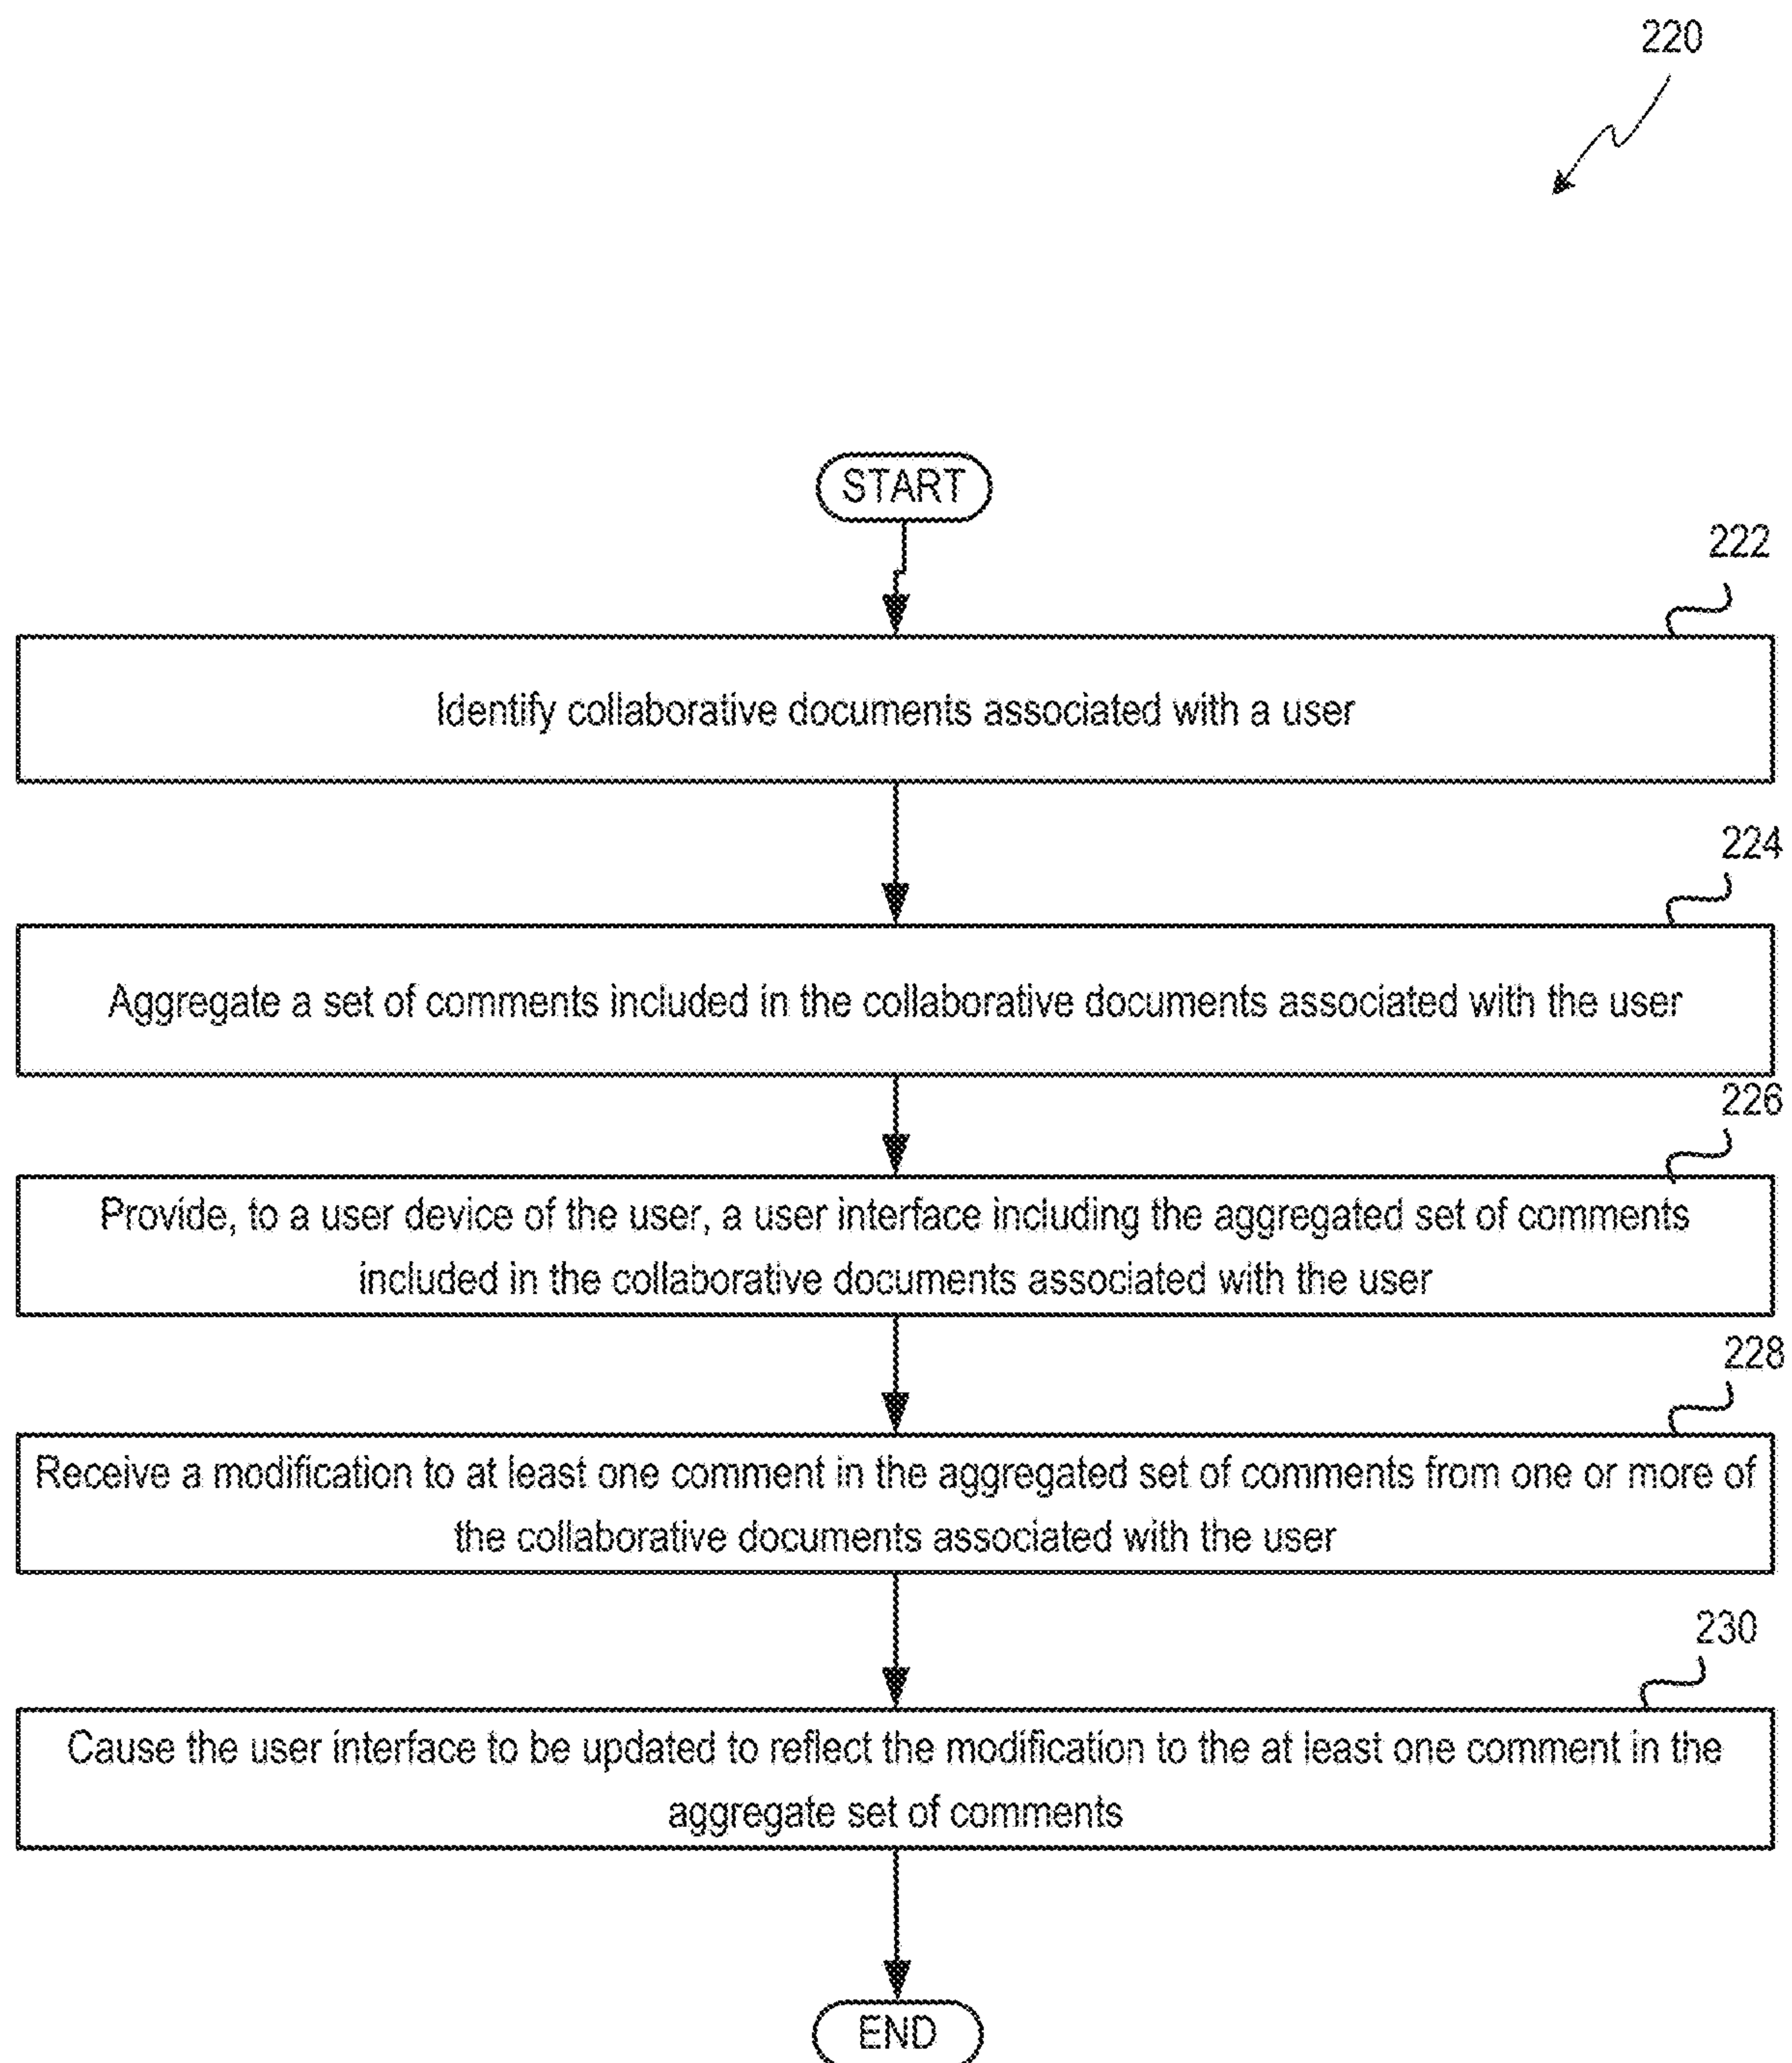 220
START
222
Identify collaborative documents associated with a user
224
Aggregate a set of comments included in the collaborative documents associated with the user
226
Provide, to a user device of the user, a user interface including the aggregated set of comments
included in the collaborative documents associated with the user
228
Receive a modification to at least one comment in the aggregated set of comments from one or more of
the collaborative documents associated with the user
230
Cause the user interface to be updated to reflect the modification to the at least one comment in the
aggregate set of comments
END